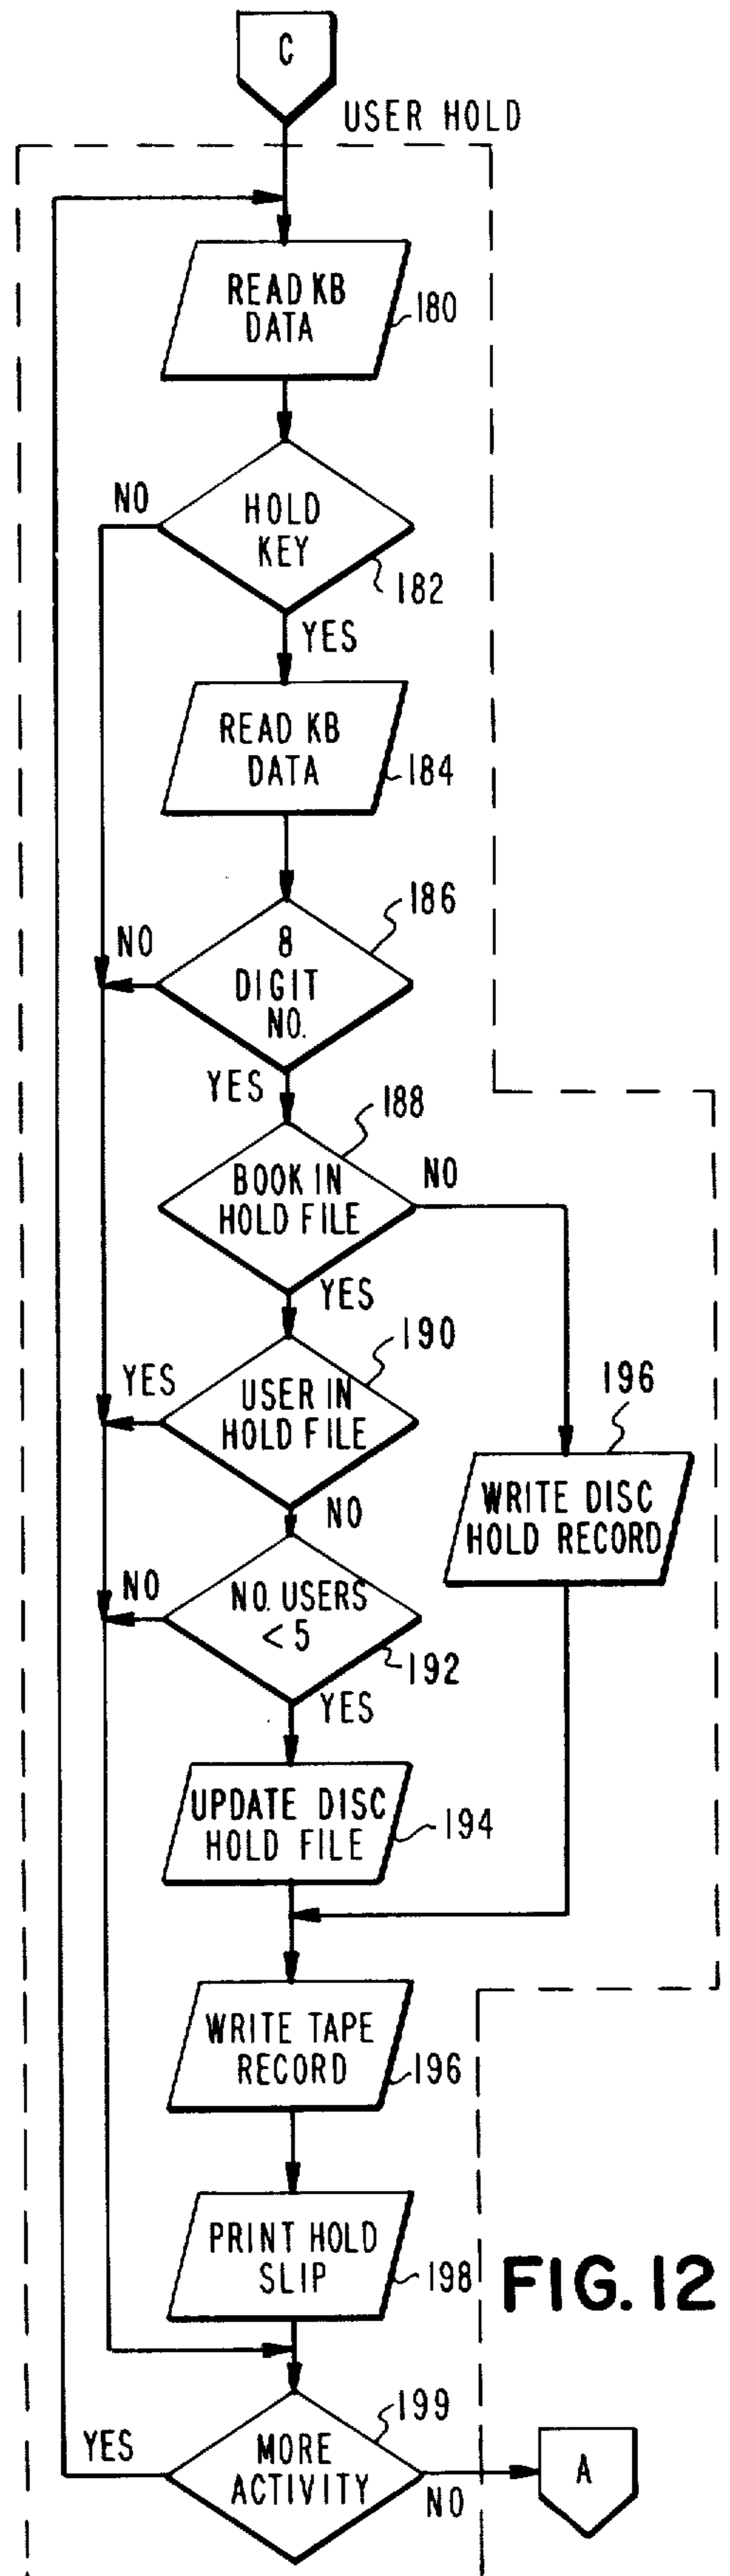 C
USER HOLD
READ KB
DATA
180
NO
HOLD
KEY
182
YES
READ KB
DATA
184
186
NO
8
DIGIT
NO.
YES
188
BOOK IN
HOLD FILE
NO
YES
190
YES
USER IN
HOLD FILE
196
WRITE DISC
HOLD RECORD
NO
NO
NO. USERS
< 5
192
YES
UPDATE DISC
HOLD FILE
194
WRITE TAPE
RECORD
196
PRINT HOLD
SLIP
198
FIG. 12
199
YES
MORE
ACTIVITY
NO
A